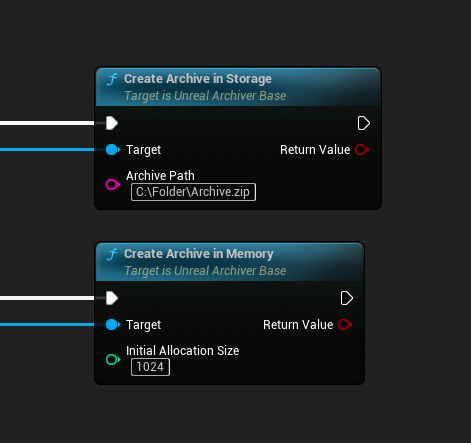 Create Archive in Storage
Target is Unreal Archiver Base
Target
Return Value
Archive Path
C:\Folder\Archive.zip
Create Archive in Memory
Target is Unreal Archiver Base
Target
Return Value
Initial Allocation Size
1024